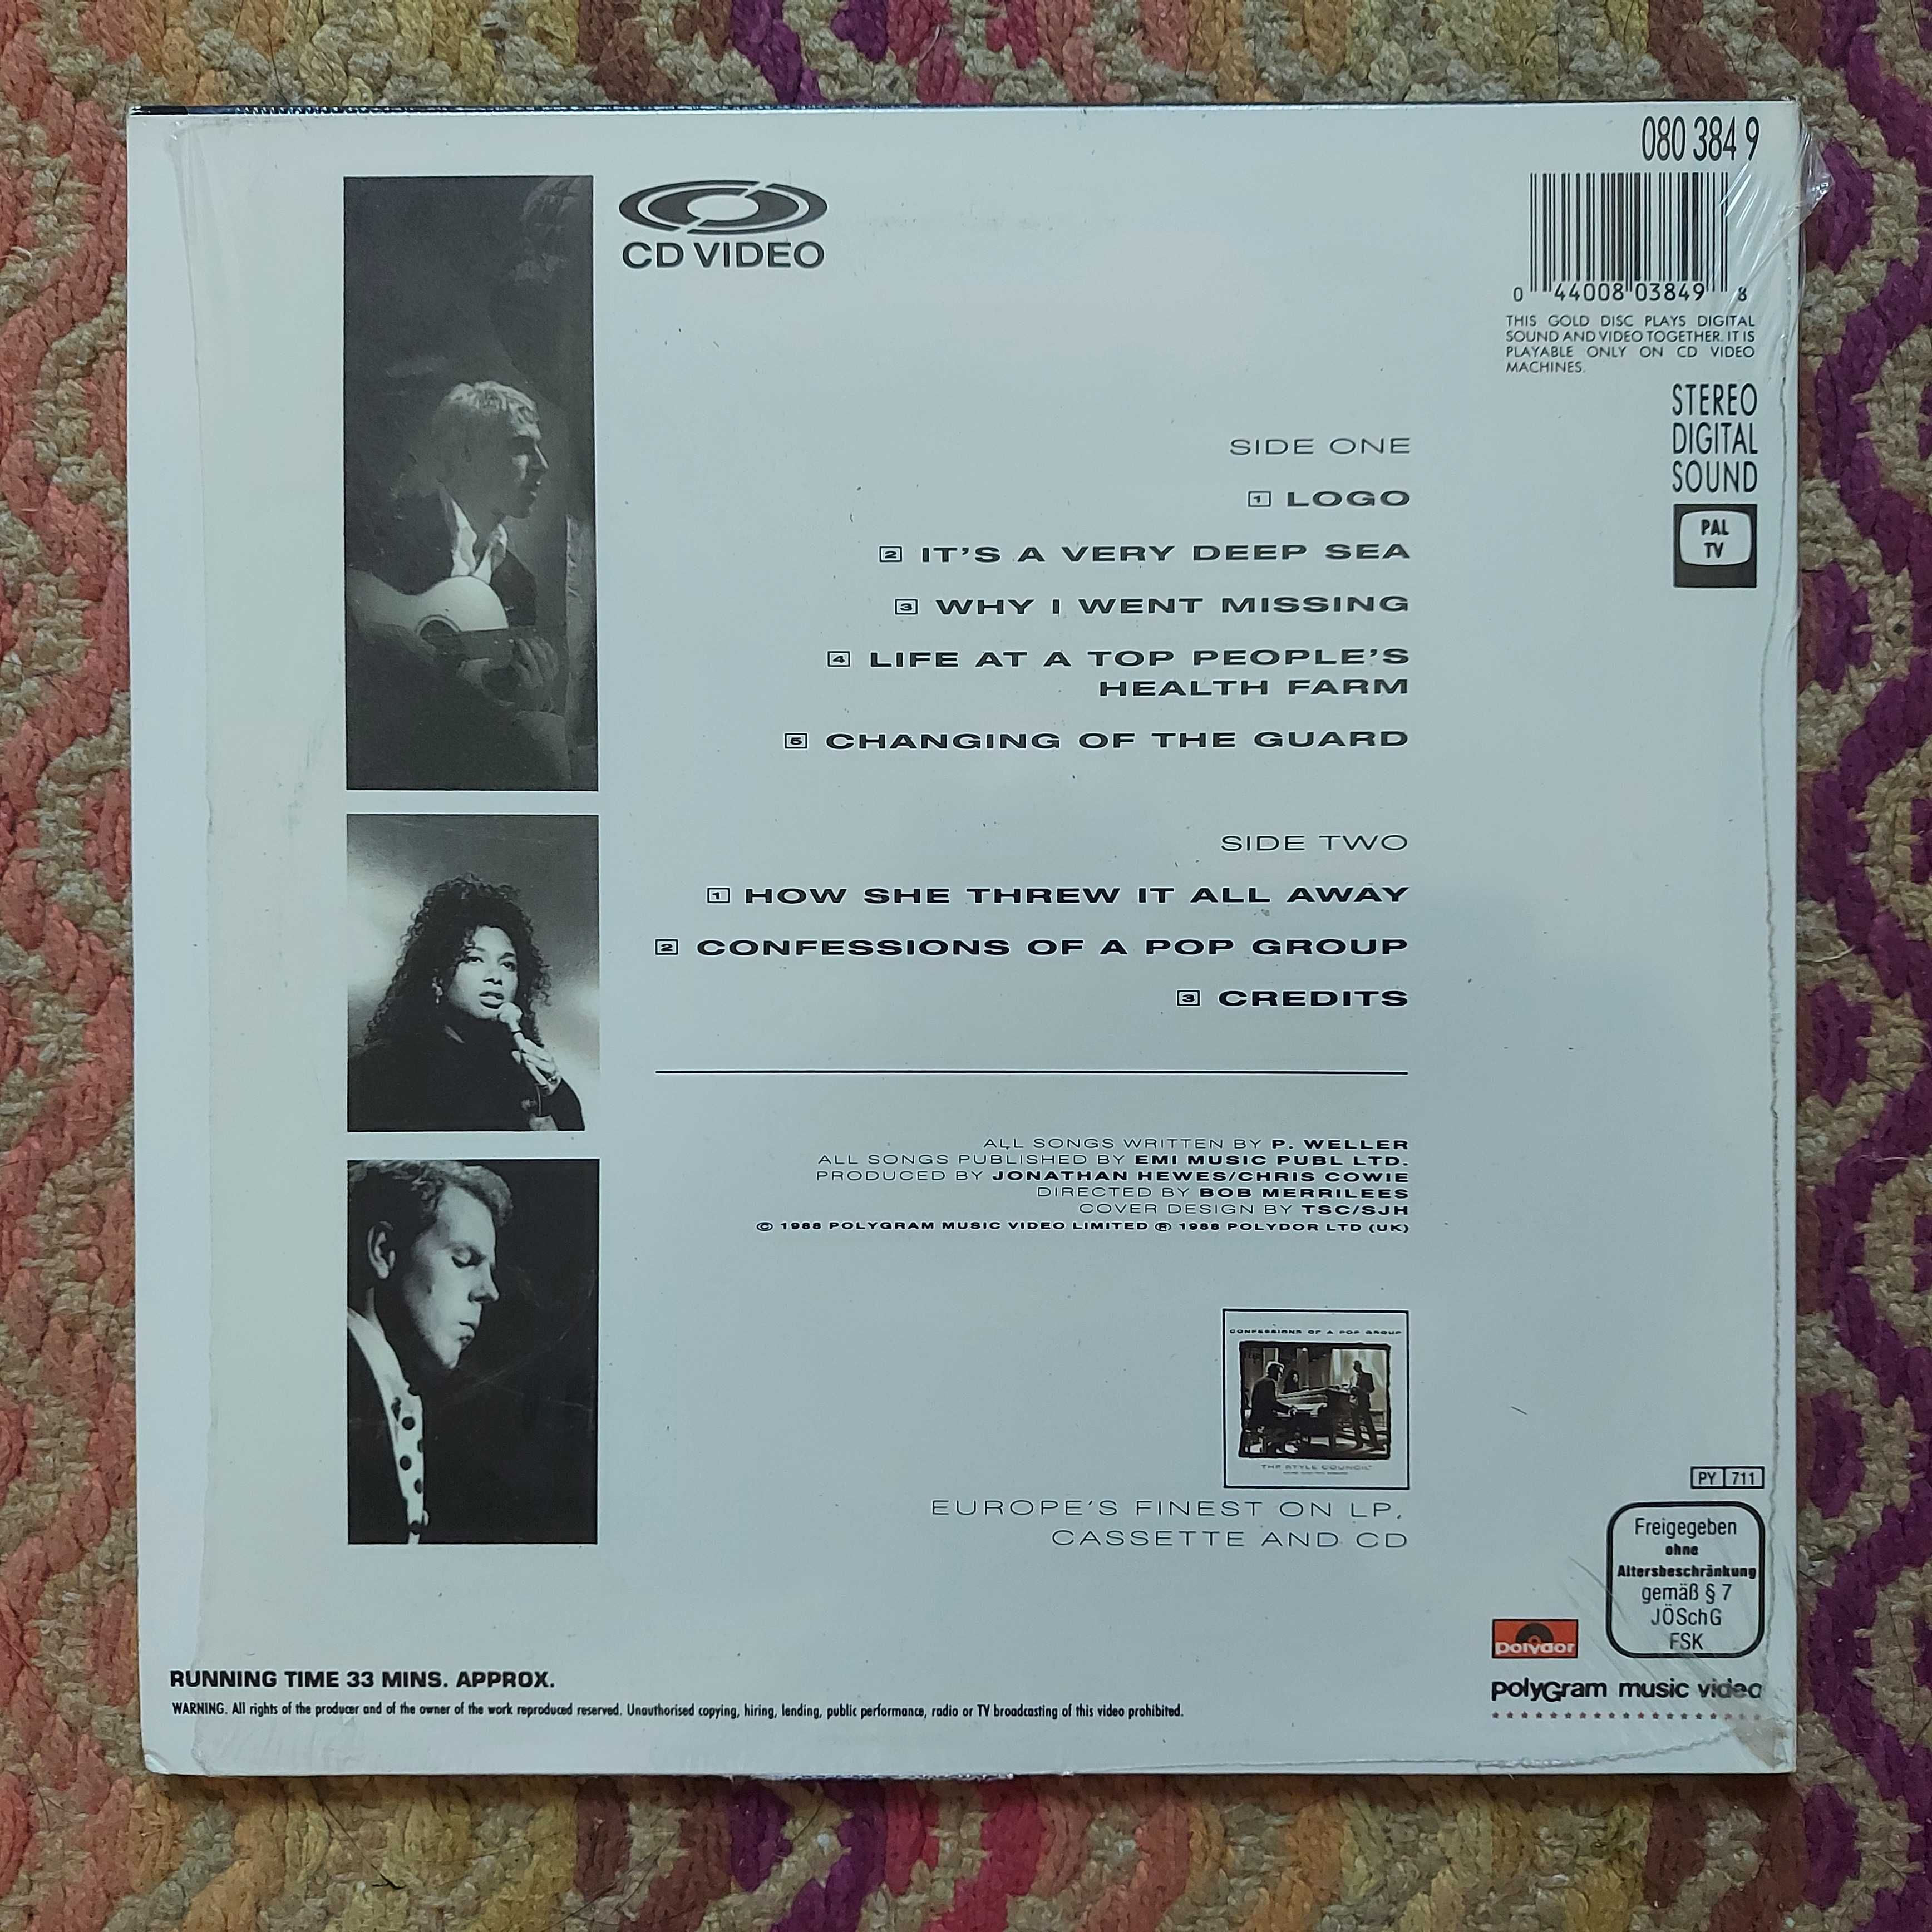 080 384 9
CD VIDEO
0 44008 03849 8
THIS GOLD DISC PLAYS DIGITAL
SOUND AND VIDEO TOGETHER. IT IS
PLAYABLE ONLY ON CD VIDEO
MACHINES.
STEREO
DIGITAL
SOUND
PAL
TV
SIDE ONE
1 LOGO
2 IT'S A VERY DEEP SEA
3 WHY I WENT MISSING
4 LIFE AT A TOP PEOPLE'S
HEALTH FARM
5 CHANGING OF THE GUARD
SIDE TWO
1 HOW SHE THREW IT ALL AWAY
2 CONFESSIONS OF A POP GROUP
3 CREDITS
ALL SONGS WRITTEN BY P. WELLER
ALL SONGS PUBLISHED BY EMI MUSIC PUBL LTD.
PRODUCED BY JONATHAN HEWES/CHRIS COWIE
DIRECTED BY BOB MERRILEES
COVER DESIGN BY TSC/SJH
© 1988 POLYGRAM MUSIC VIDEO LIMITED ℗ 1988 POLYDOR LTD (UK)
CONFESSIONS OF A POP GROUP
THE STYLE COUNCIL
EUROPE'S FINEST ON LP,
CASSETTE AND CD
PY 711
Freigegeben
ohne
Altersbeschränkung
gemäß § 7
JÖSchG
FSK
polydor
polyGram music video
RUNNING TIME 33 MINS. APPROX.
WARNING. All rights of the producer and of the owner of the work reproduced reserved. Unauthorised copying, hiring, lending, public performance, radio or TV broadcasting of this video prohibited.